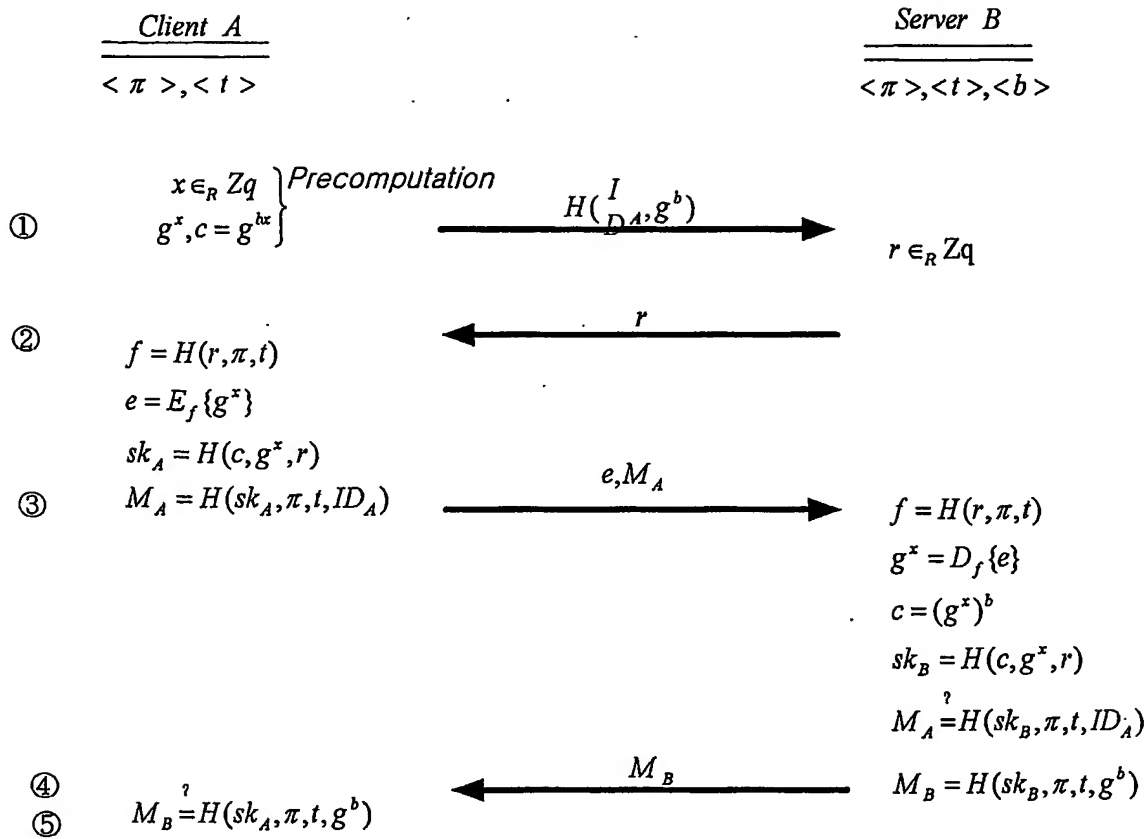 Client A
Server B
< π >,< t >
< π >,< t >,< b >
x ∈_R Zq
g^x, c = g^{bx}
} Precomputation
①
H(ID_A, g^b)
r ∈_R Zq
②
r
f = H(r, π, t)
e = E_f{g^x}
sk_A = H(c, g^x, r)
③
M_A = H(sk_A, π, t, ID_A)
e, M_A
f = H(r, π, t)
g^x = D_f{e}
c = (g^x)^b
sk_B = H(c, g^x, r)
M_A ?= H(sk_B, π, t, ID_A)
④
M_B
M_B = H(sk_B, π, t, g^b)
⑤
M_B ?= H(sk_A, π, t, g^b)